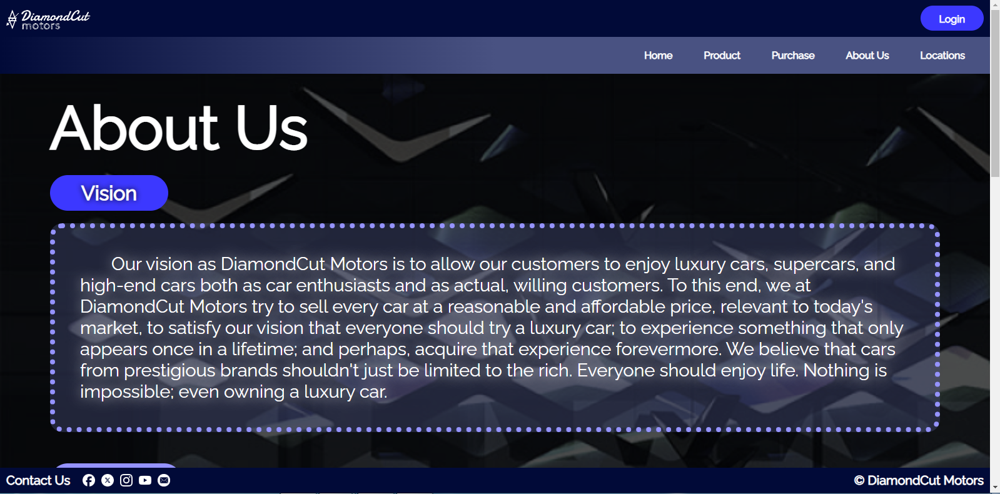 DiamondCut
motors
Login
Home Product Purchase About Us Locations
About Us
Vision
Our vision as DiamondCut Motors is to allow our customers to enjoy luxury cars, supercars, and
high-end cars both as car enthusiasts and as actual, willing customers. To this end, we at
DiamondCut Motors try to sell every car at a reasonable and affordable price, relevant to today's
market, to satisfy our vision that everyone should try a luxury car; to experience something that only
appears once in a lifetime; and perhaps, acquire that experience forevermore. We believe that cars
from prestigious brands shouldn't just be limited to the rich. Everyone should enjoy life. Nothing is
impossible; even owning a luxury car.
Contact Us
© DiamondCut Motors